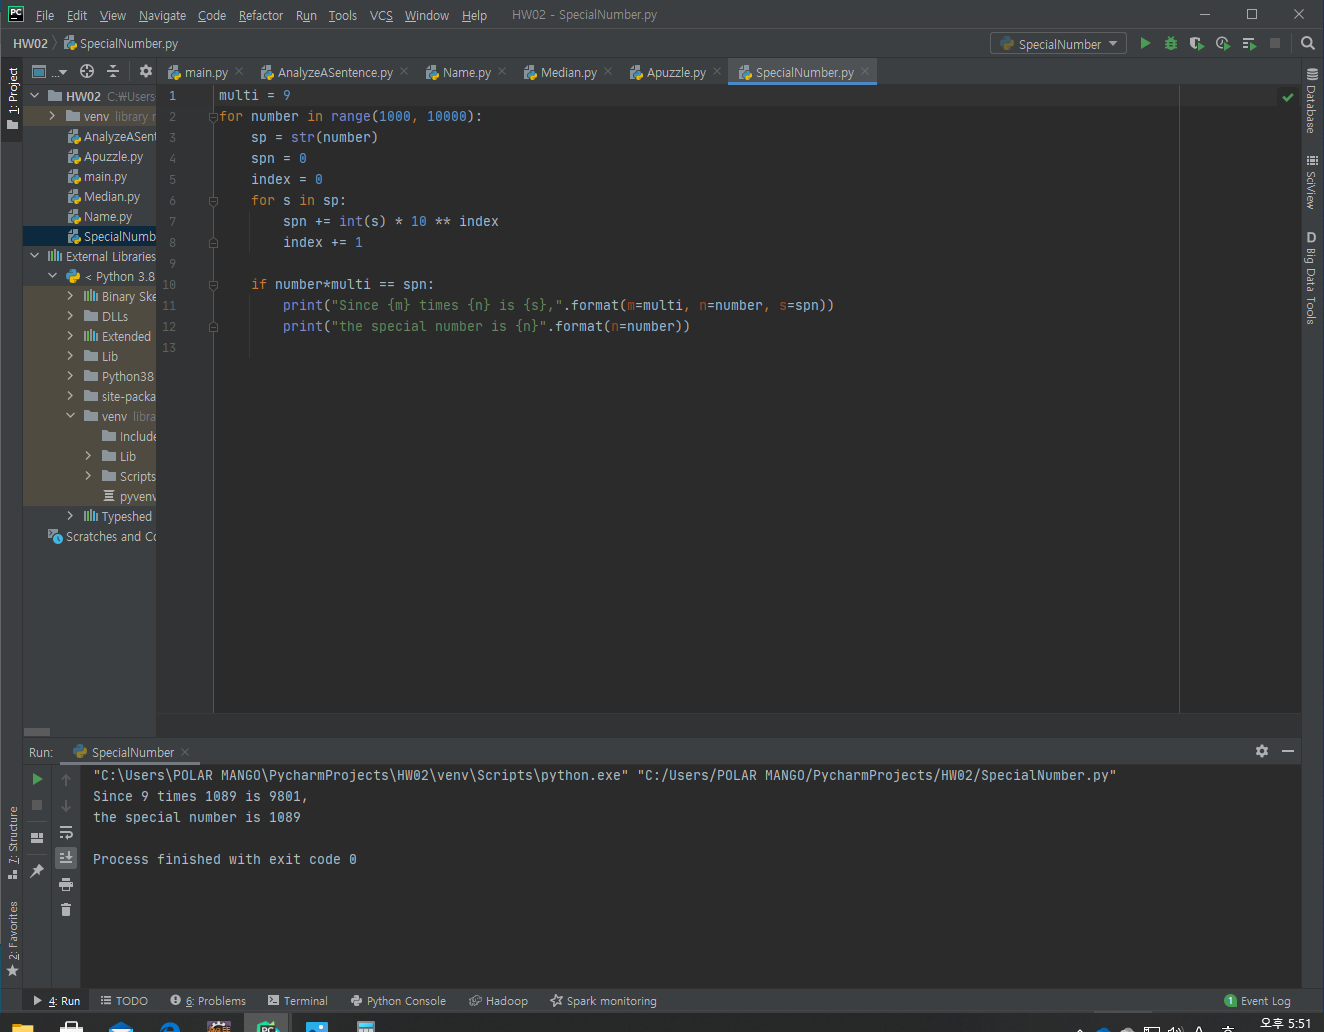 PC File Edit View Navigate Code Refactor Run Tools VCS Window Help HW02 - SpecialNumber.py
HW02 SpecialNumber.py SpecialNumber
1: Project
... main.py AnalyzeASentence.py Name.py Median.py Apuzzle.py SpecialNumber.py
HW02 C:₩Users
venv library r
AnalyzeASent
Apuzzle.py
main.py
Median.py
Name.py
SpecialNumb
External Libraries
< Python 3.8
Binary Ske
DLLs
Extended
Lib
Python38
site-packa
venv libra
Include
Lib
Scripts
pyvenv
Typeshed
Scratches and Co
1 multi = 9
2 for number in range(1000, 10000):
3 sp = str(number)
4 spn = 0
5 index = 0
6 for s in sp:
7 spn += int(s) * 10 ** index
8 index += 1
9
10 if number*multi == spn:
11 print("Since {m} times {n} is {s},".format(m=multi, n=number, s=spn))
12 print("the special number is {n}".format(n=number))
13
Database
SciView
D Big Data Tools
Run: SpecialNumber
"C:\Users\POLAR MANGO\PycharmProjects\HW02\venv\Scripts\python.exe" "C:/Users/POLAR MANGO/PycharmProjects/HW02/SpecialNumber.py"
Since 9 times 1089 is 9801,
the special number is 1089
Process finished with exit code 0
7: Structure
2: Favorites
4: Run TODO 6: Problems Terminal Python Console Hadoop Spark monitoring 1 Event Log
오후 5:51